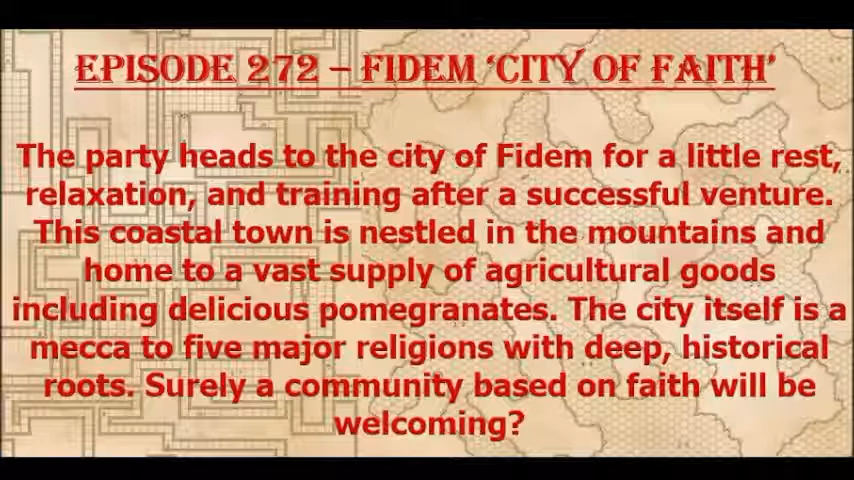 EPISODE 272 – FIDEM ‘CITY OF FAITH’
The party heads to the city of Fidem for a little rest,
relaxation, and training after a successful venture.
This coastal town is nestled in the mountains and
home to a vast supply of agricultural goods
including delicious pomegranates. The city itself is a
mecca to five major religions with deep, historical
roots. Surely a community based on faith will be
welcoming?